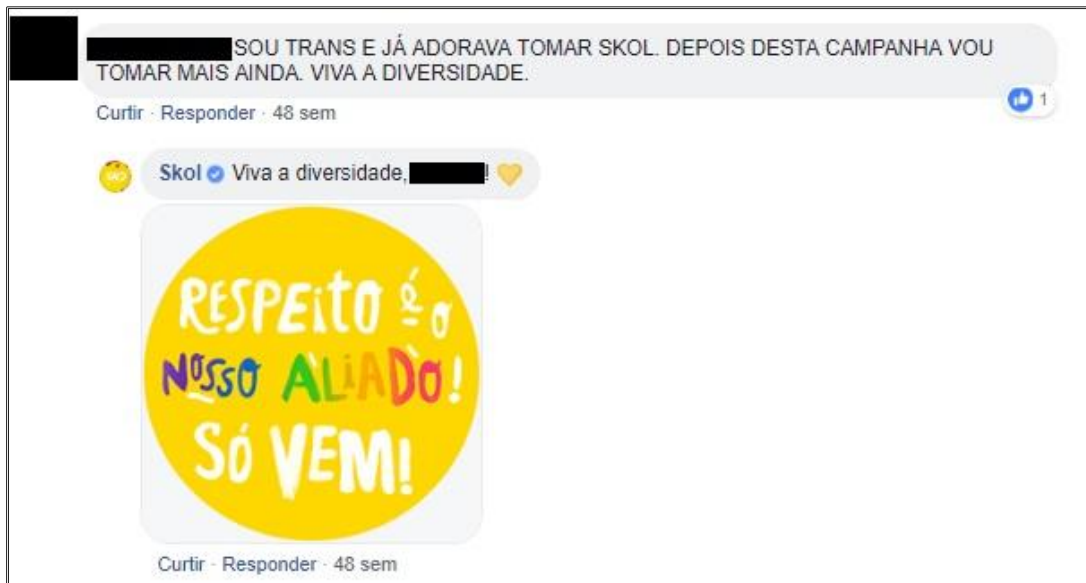 SOU TRANS E JÁ ADORAVA TOMAR SKOL. DEPOIS DESTA CAMPANHA VOU
TOMAR MAIS AINDA. VIVA A DIVERSIDADE.
Curtir · Responder · 48 sem
1
Skol Viva a diversidade, ! 
RESPEITO É O
NOSSO ALIADO!
SÓ VEM!
Curtir · Responder · 48 sem